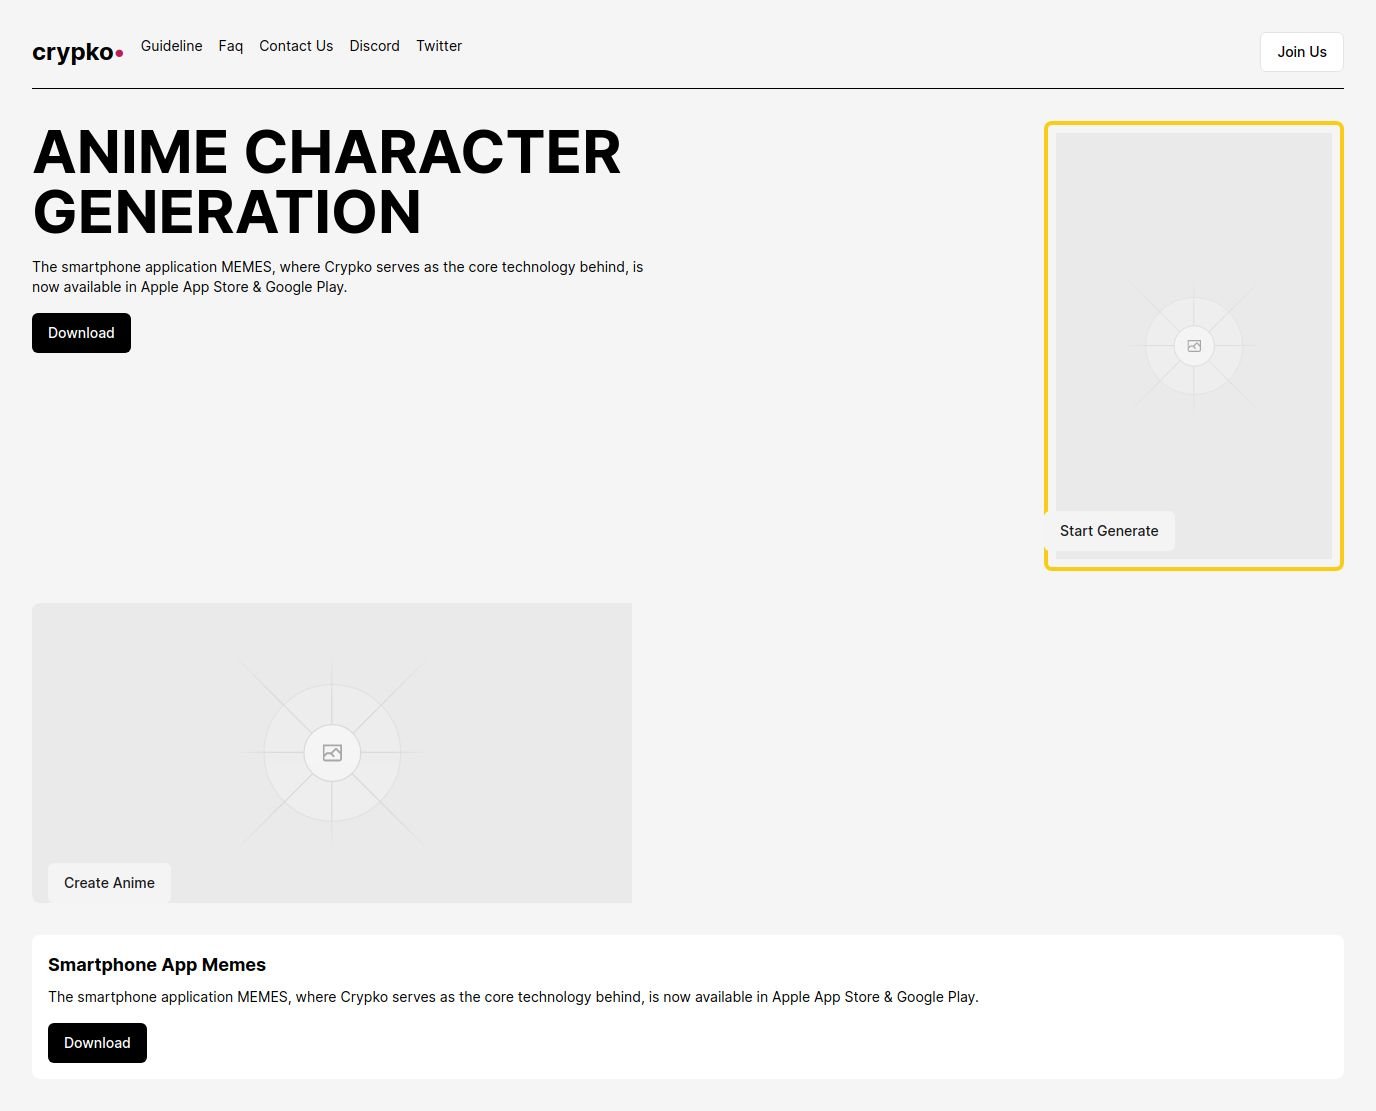 crypko
Guideline Faq Contact Us Discord Twitter
Join Us
ANIME CHARACTER
GENERATION
The smartphone application MEMES, where Crypko serves as the core technology behind, is
now available in Apple App Store & Google Play.
Download
Start Generate
Create Anime
Smartphone App Memes
The smartphone application MEMES, where Crypko serves as the core technology behind, is now available in Apple App Store & Google Play.
Download